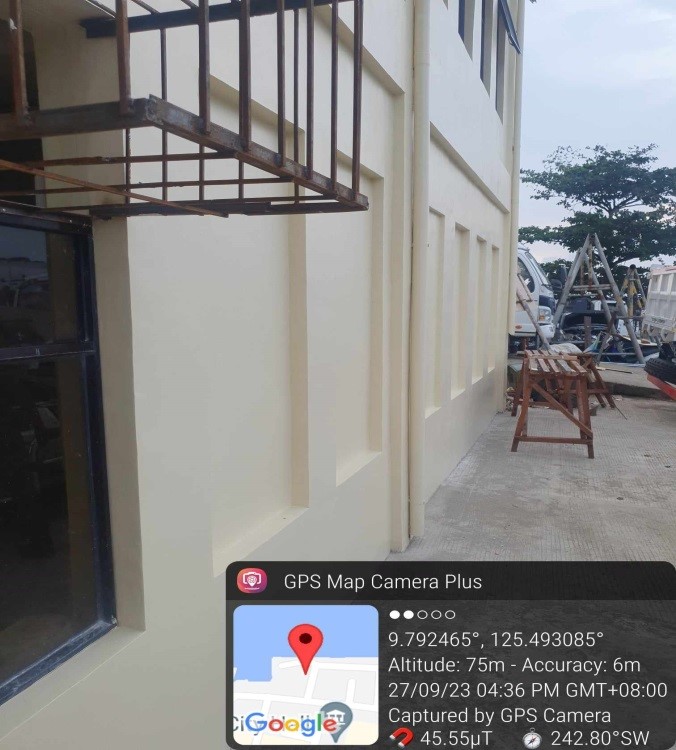 GPS Map Camera Plus
9.792465°, 125.493085°
Altitude: 75m - Accuracy: 6m
27/09/23 04:36 PM GMT+08:00
Captured by GPS Camera
45.55µT 242.80°SW
Google